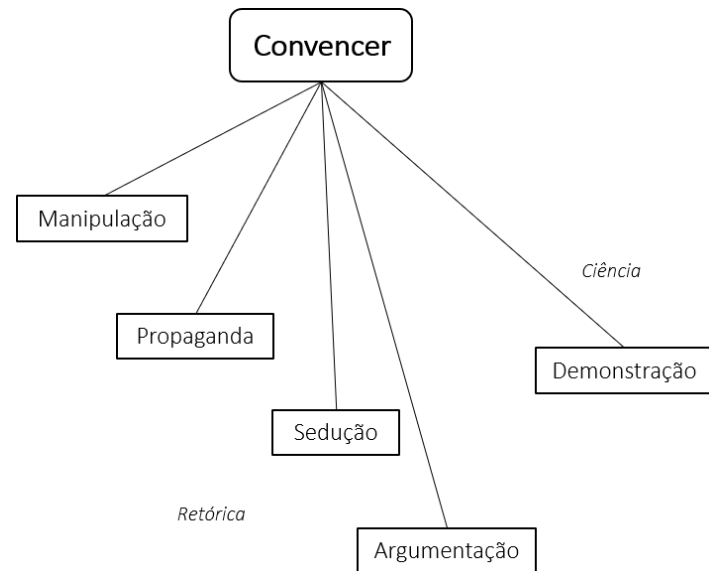 Convencer
Manipulação
Ciência
Propaganda
Demonstração
Sedução
Retórica
Argumentação